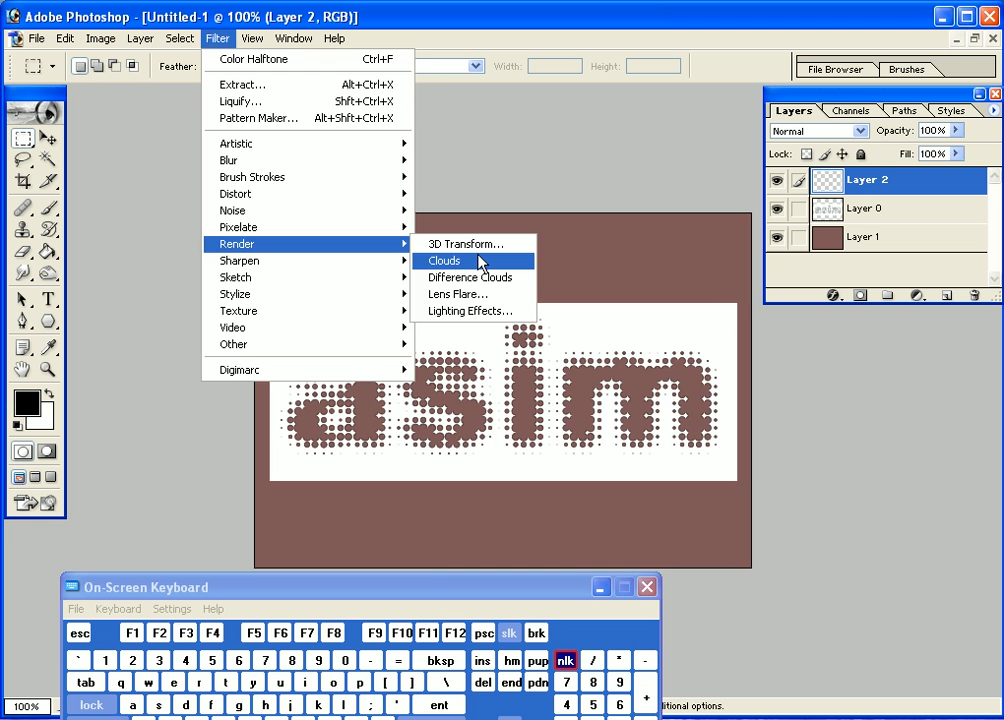 Adobe Photoshop - [Untitled-1 @ 100% (Layer 2, RGB)]
File Edit Image Layer Select Filter View Window Help
Feather: Width: Height: File Browser Brushes
Color Halftone Ctrl+F
Extract... Alt+Ctrl+X
Liquify... Shft+Ctrl+X
Pattern Maker... Alt+Shft+Ctrl+X
Artistic
Blur
Brush Strokes
Distort
Noise
Pixelate
Render
Sharpen
Sketch
Stylize
Texture
Video
Other
Digimarc
3D Transform...
Clouds
Difference Clouds
Lens Flare...
Lighting Effects...
Layers Channels Paths Styles
Normal Opacity: 100%
Lock: Fill: 100%
Layer 2
Layer 0
Layer 1
asim
On-Screen Keyboard
File Keyboard Settings Help
esc F1 F2 F3 F4 F5 F6 F7 F8 F9 F10 F11 F12 psc slk brk
` 1 2 3 4 5 6 7 8 9 0 - = bksp ins hm pup nlk / * -
tab q w e r t y u i o p [ ] \ del end pdn 7 8 9 +
lock a s d f g h j k l ; ' ent 4 5 6
100% ditional options.